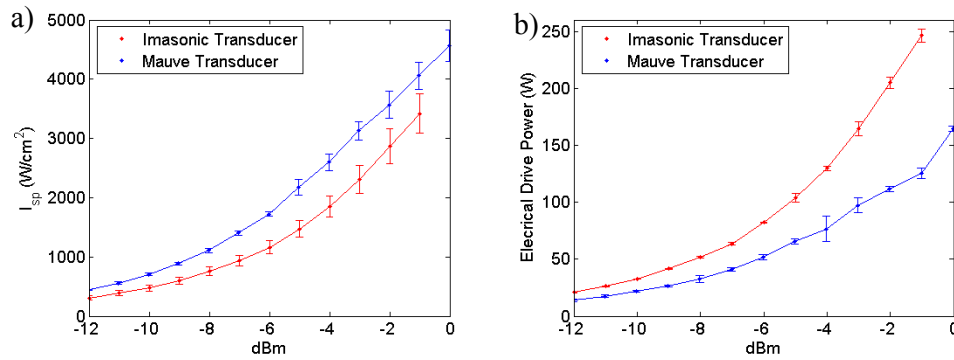 a)
5000
4000
3000
2000
1000
0
I_sp (W/cm²)
Imasonic Transducer
Mauve Transducer
-12 -10 -8 -6 -4 -2 0
dBm
b)
250
200
150
100
50
0
Elecrical Drive Power (W)
Imasonic Transducer
Mauve Transducer
-12 -10 -8 -6 -4 -2 0
dBm